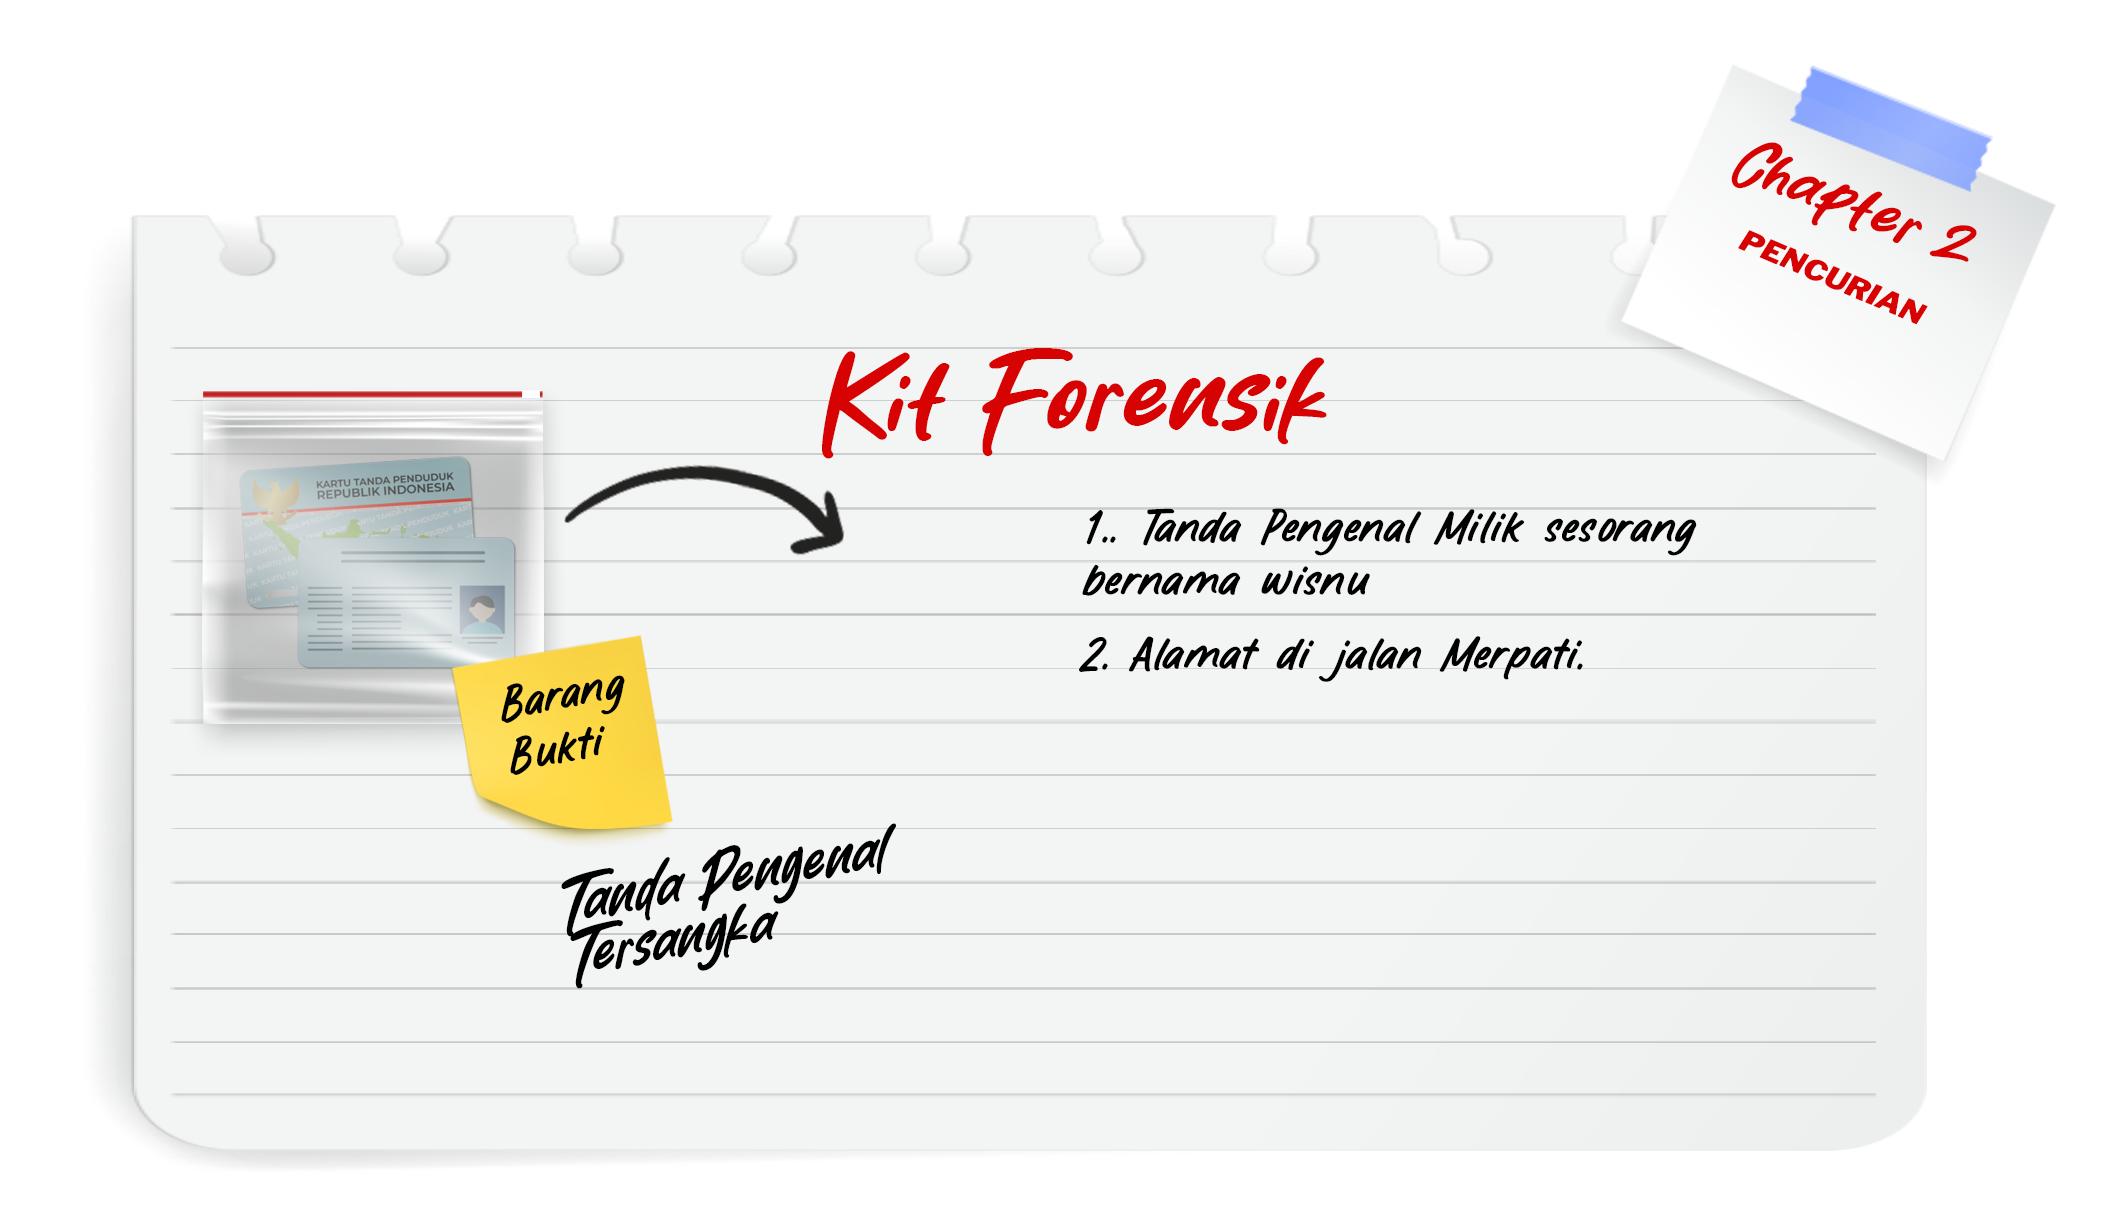 Chapter 2
PENCURIAN
Kit Forensik
KARTU TANDA PENDUDUK
REPUBLIK INDONESIA
1.. Tanda Pengenal Milik sesorang
bernama wisnu
2. Alamat di jalan Merpati.
Barang
Bukti
Tanda Pengenal
Tersangka